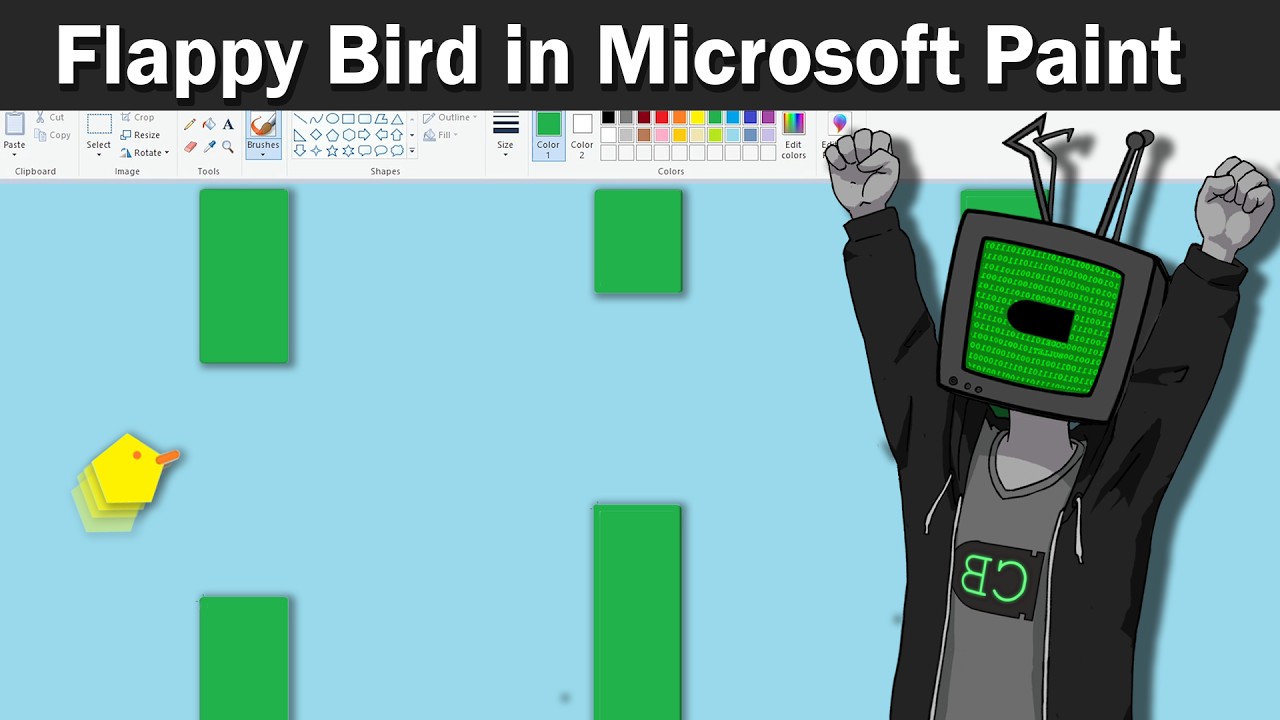 Flappy Bird in Microsoft Paint
Cut
Copy
Paste
Clipboard
Select
Crop
Resize
Rotate
Image
A
Tools
Brushes
Outline
Fill
Shapes
Size
Color 1
Color 2
Edit colors
Colors
CB